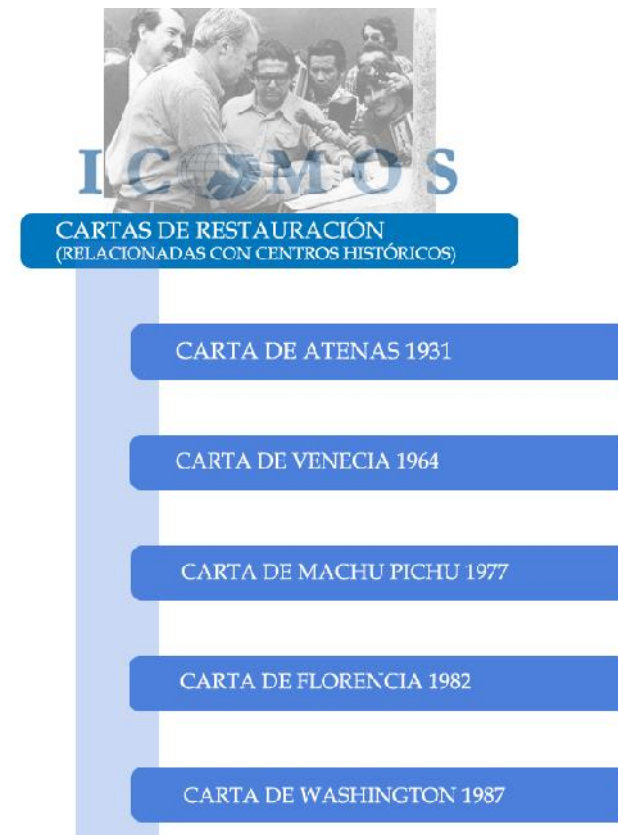 ICOMOS
CARTAS DE RESTAURACIÓN
(RELACIONADAS CON CENTROS HISTÓRICOS)
CARTA DE ATENAS 1931
CARTA DE VENECIA 1964
CARTA DE MACHU PICHU 1977
CARTA DE FLORENCIA 1982
CARTA DE WASHINGTON 1987